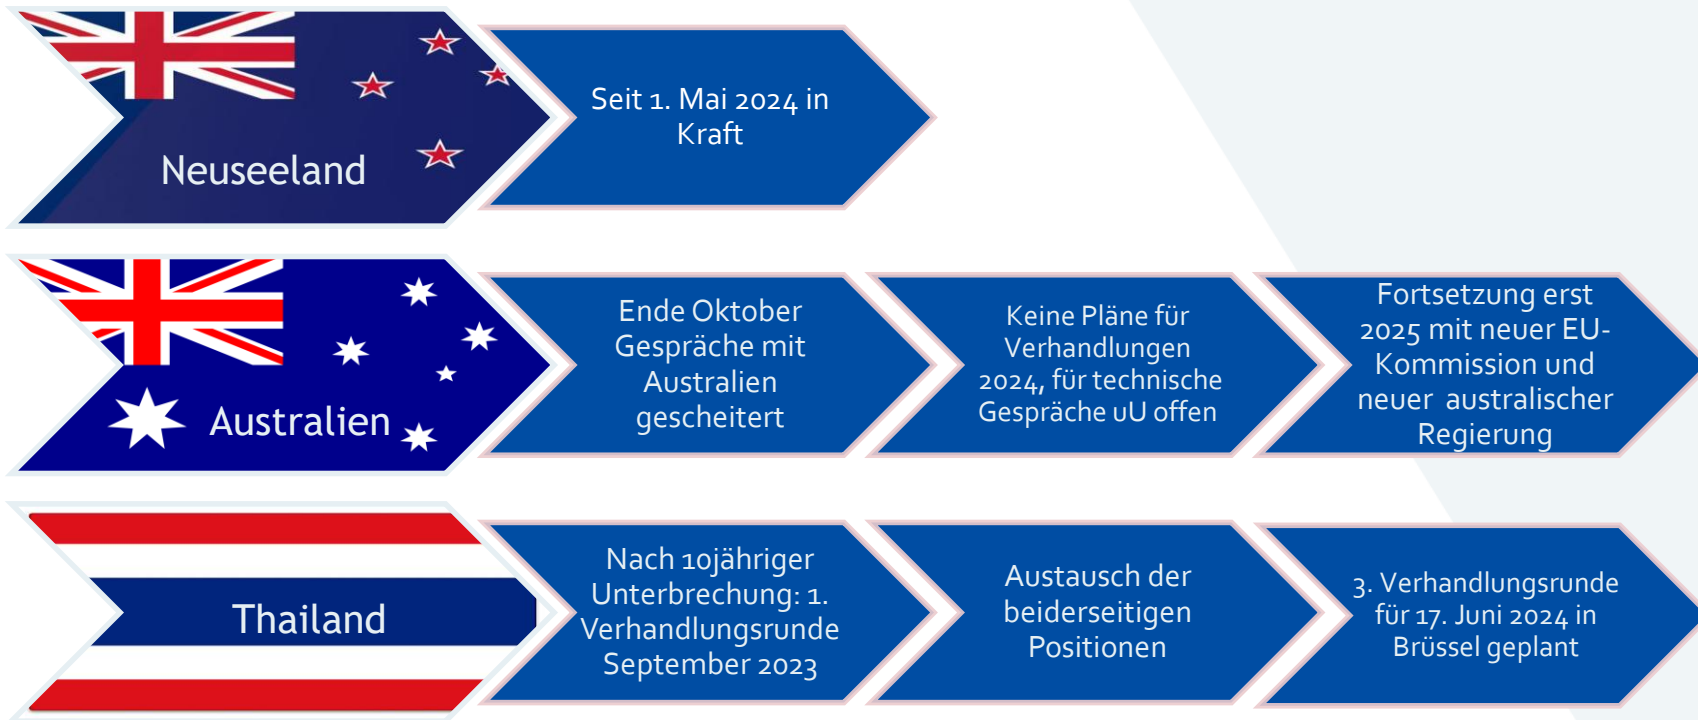 Neuseeland
Seit 1. Mai 2024 in
Kraft
Australien
Ende Oktober
Gespräche mit
Australien
gescheitert
Keine Pläne für
Verhandlungen
2024, für technische
Gespräche uU offen
Fortsetzung erst
2025 mit neuer EU-
Kommission und
neuer australischer
Regierung
Thailand
Nach 10jähriger
Unterbrechung: 1.
Verhandlungsrunde
September 2023
Austausch der
beiderseitigen
Positionen
3. Verhandlungsrunde
für 17. Juni 2024 in
Brüssel geplant